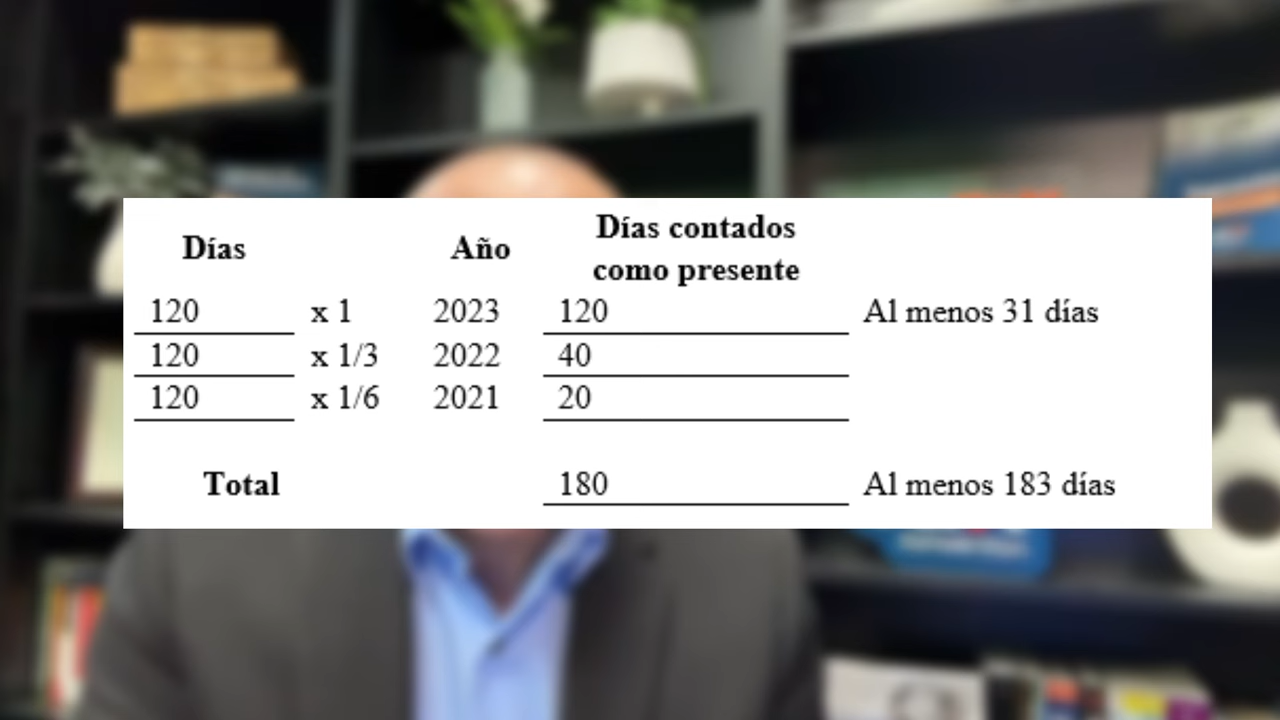 Días Año Días contados
como presente
120 x 1 2023 120 Al menos 31 días
120 x 1/3 2022 40
120 x 1/6 2021 20
Total 180 Al menos 183 días